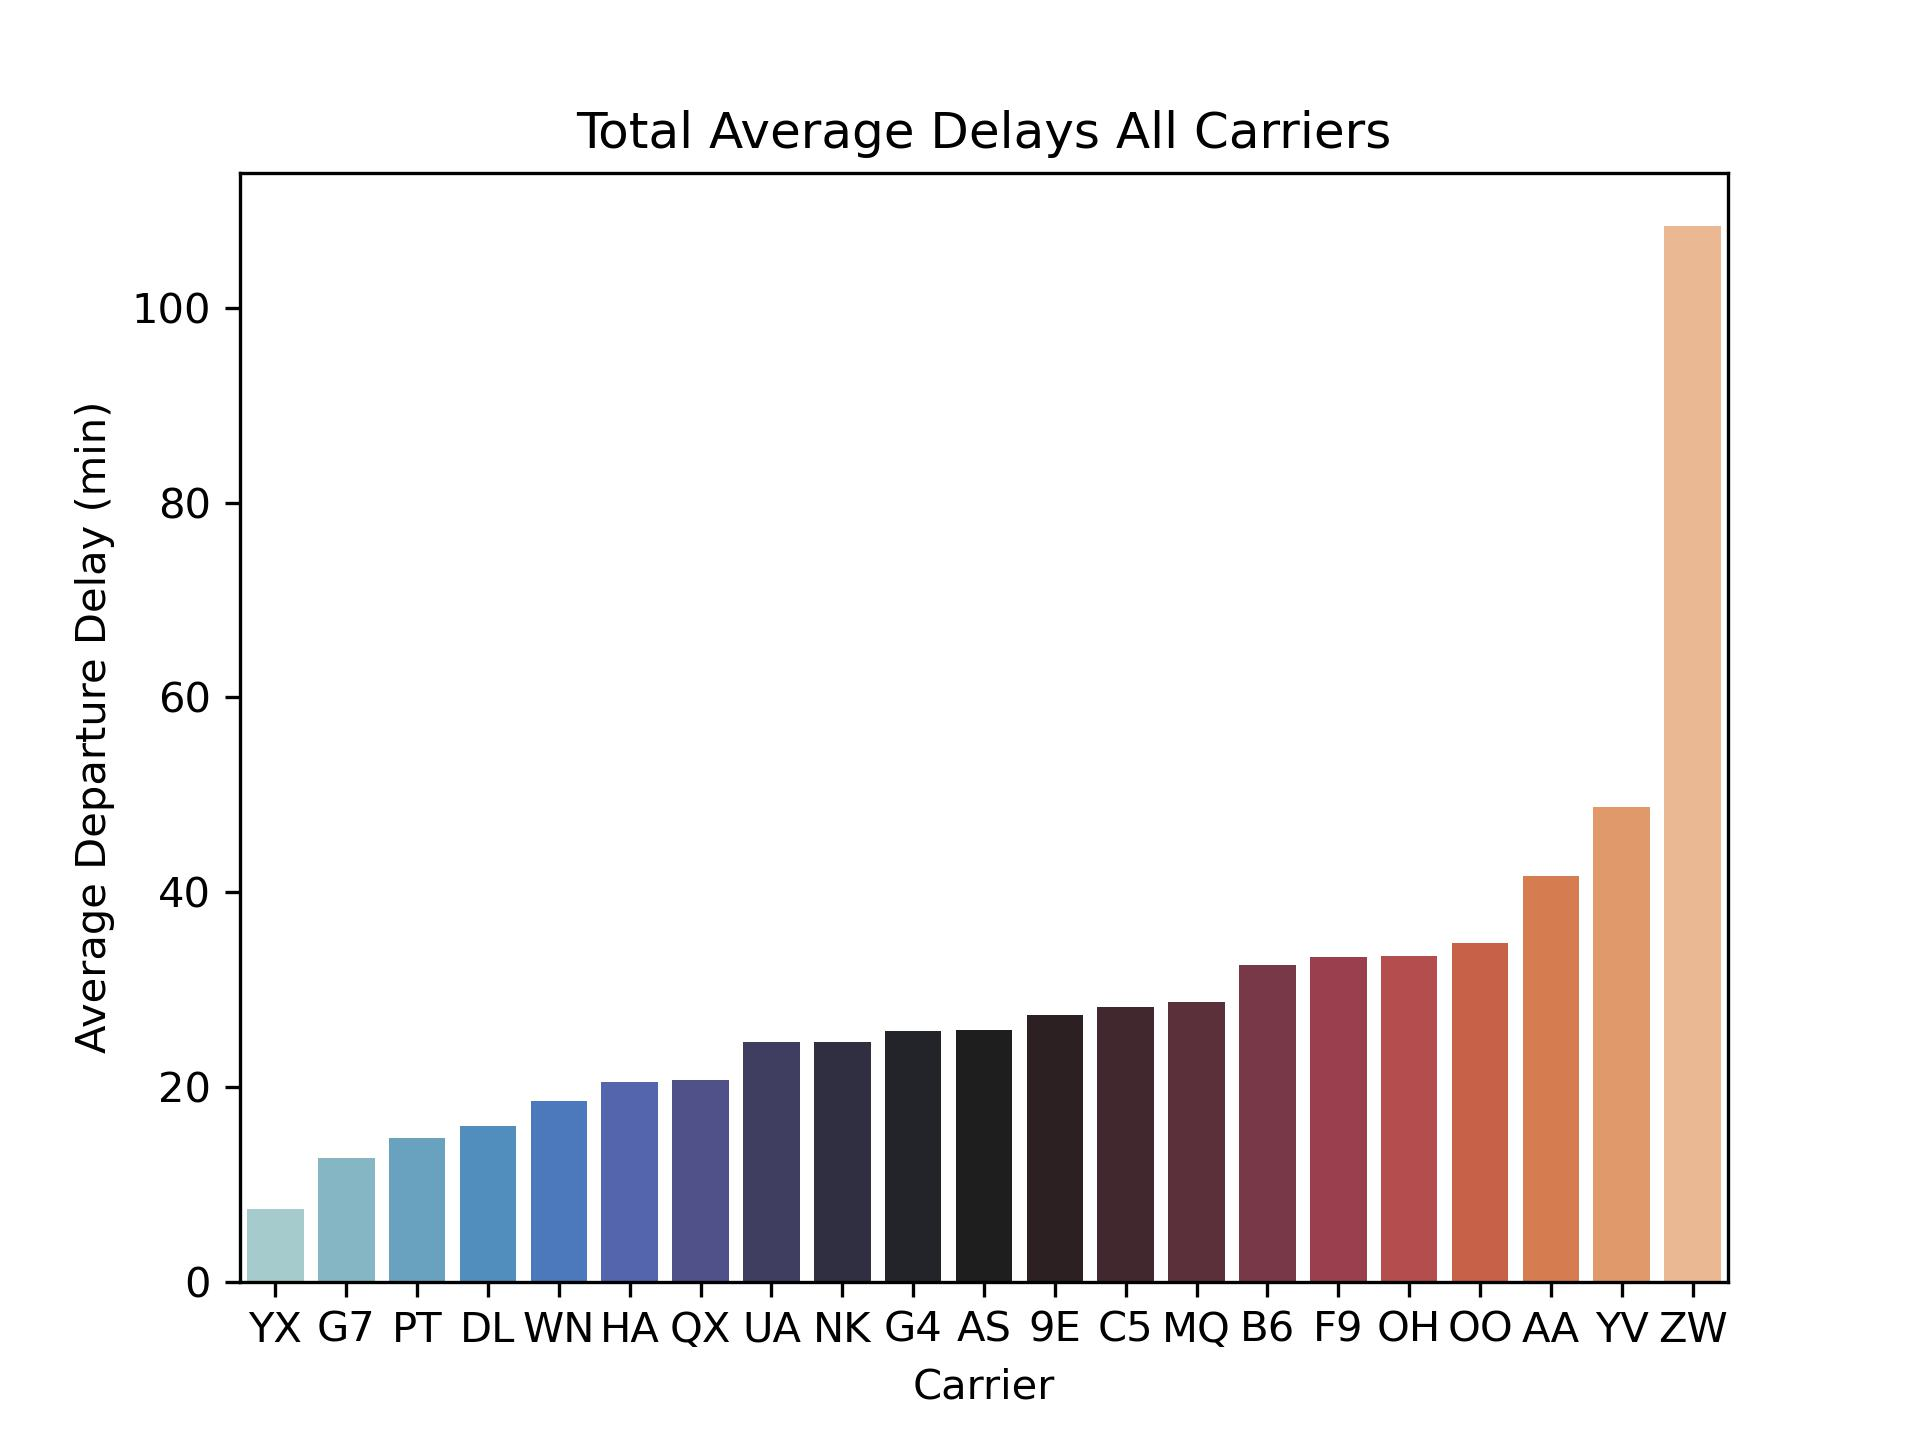 Total Average Delays All Carriers
Average Departure Delay (min)
100
80
60
40
20
0
YX G7 PT DL WN HA QX UA NK G4 AS 9E C5 MQ B6 F9 OH OO AA YV ZW
Carrier